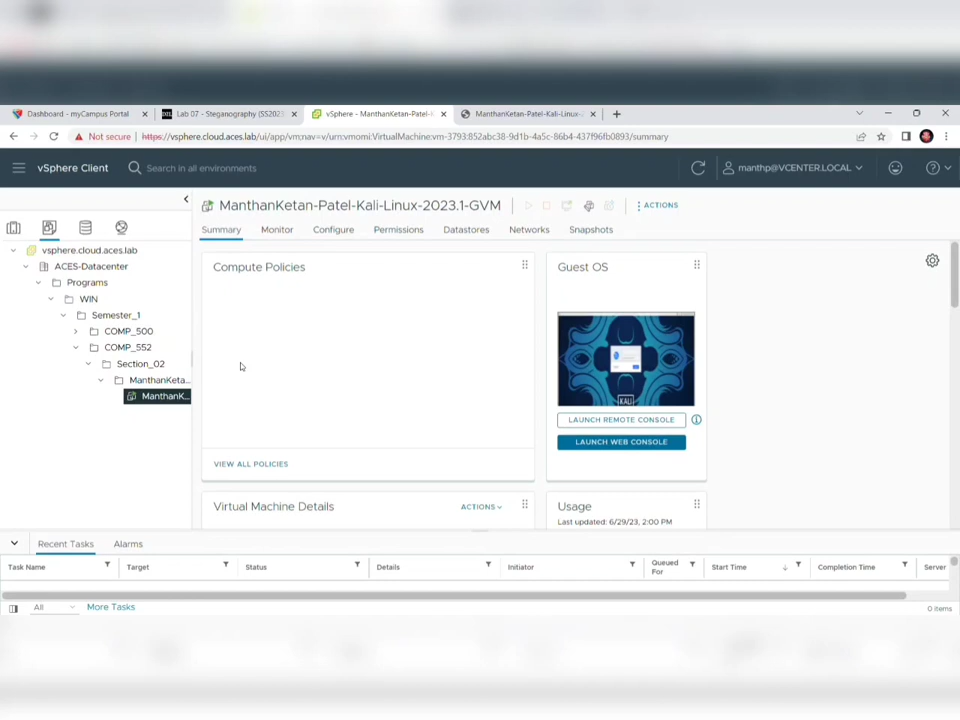 Dashboard - myCampus Portal
DZL Lab 07 - Steganography (SS2023
vSphere - ManthanKetan-Patel-
ManthanKetan-Patel-Kali-Linux-
Not secure | https://vsphere.cloud.aces.lab/ui/app/vm;nav=v/urn:vmomi:VirtualMachine:vm-3793:852abc38-9d1b-4a5c-86b4-437f96fb0893/summary
vSphere Client
Search in all environments
manthp@VCENTER.LOCAL
ManthanKetan-Patel-Kali-Linux-2023.1-GVM
ACTIONS
Summary Monitor Configure Permissions Datastores Networks Snapshots
vsphere.cloud.aces.lab
ACES-Datacenter
Programs
WIN
Semester_1
COMP_500
COMP_552
Section_02
ManthanKeta...
ManthanK...
Compute Policies
VIEW ALL POLICIES
Guest OS
KALI
LAUNCH REMOTE CONSOLE
LAUNCH WEB CONSOLE
Virtual Machine Details
ACTIONS
Usage
Last updated: 6/29/23, 2:00 PM
Recent Tasks Alarms
Task Name Target Status Details Initiator Queued For Start Time Completion Time Server
All More Tasks
0 items